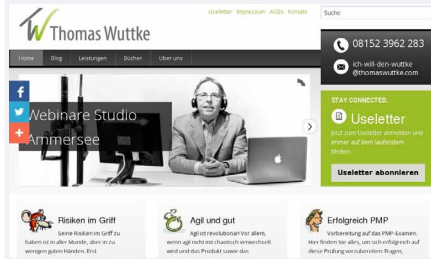 Useletter Impressum AGBs Kontakt
Suche
Thomas Wuttke
Home Blog Leistungen Bücher Über uns
08152 3962 283
ich-will-den-wuttke
@thomaswuttke.com
Webinare Studio
Ammersee
STAY CONNECTED.
Useletter
Jetzt zum Useletter anmelden und
immer auf dem laufendem
bleiben.
Useletter abonnieren
Risiken im Griff
Seine Risiken im Griff zu
haben ist in aller Munde, aber in zu
wenigen guten Händen. Erst
Agil und gut
Agil ist revolutionär! Vor allem,
wenn agil nicht mit chaotisch verwechselt
wird und das Produkt sowie das
Erfolgreich PMP
Vorbereitung auf das PMP-Examen.
Hier finden Sie alles, um sich erfolgreich auf
diese Prüfung vorzubereiten: Fragen,